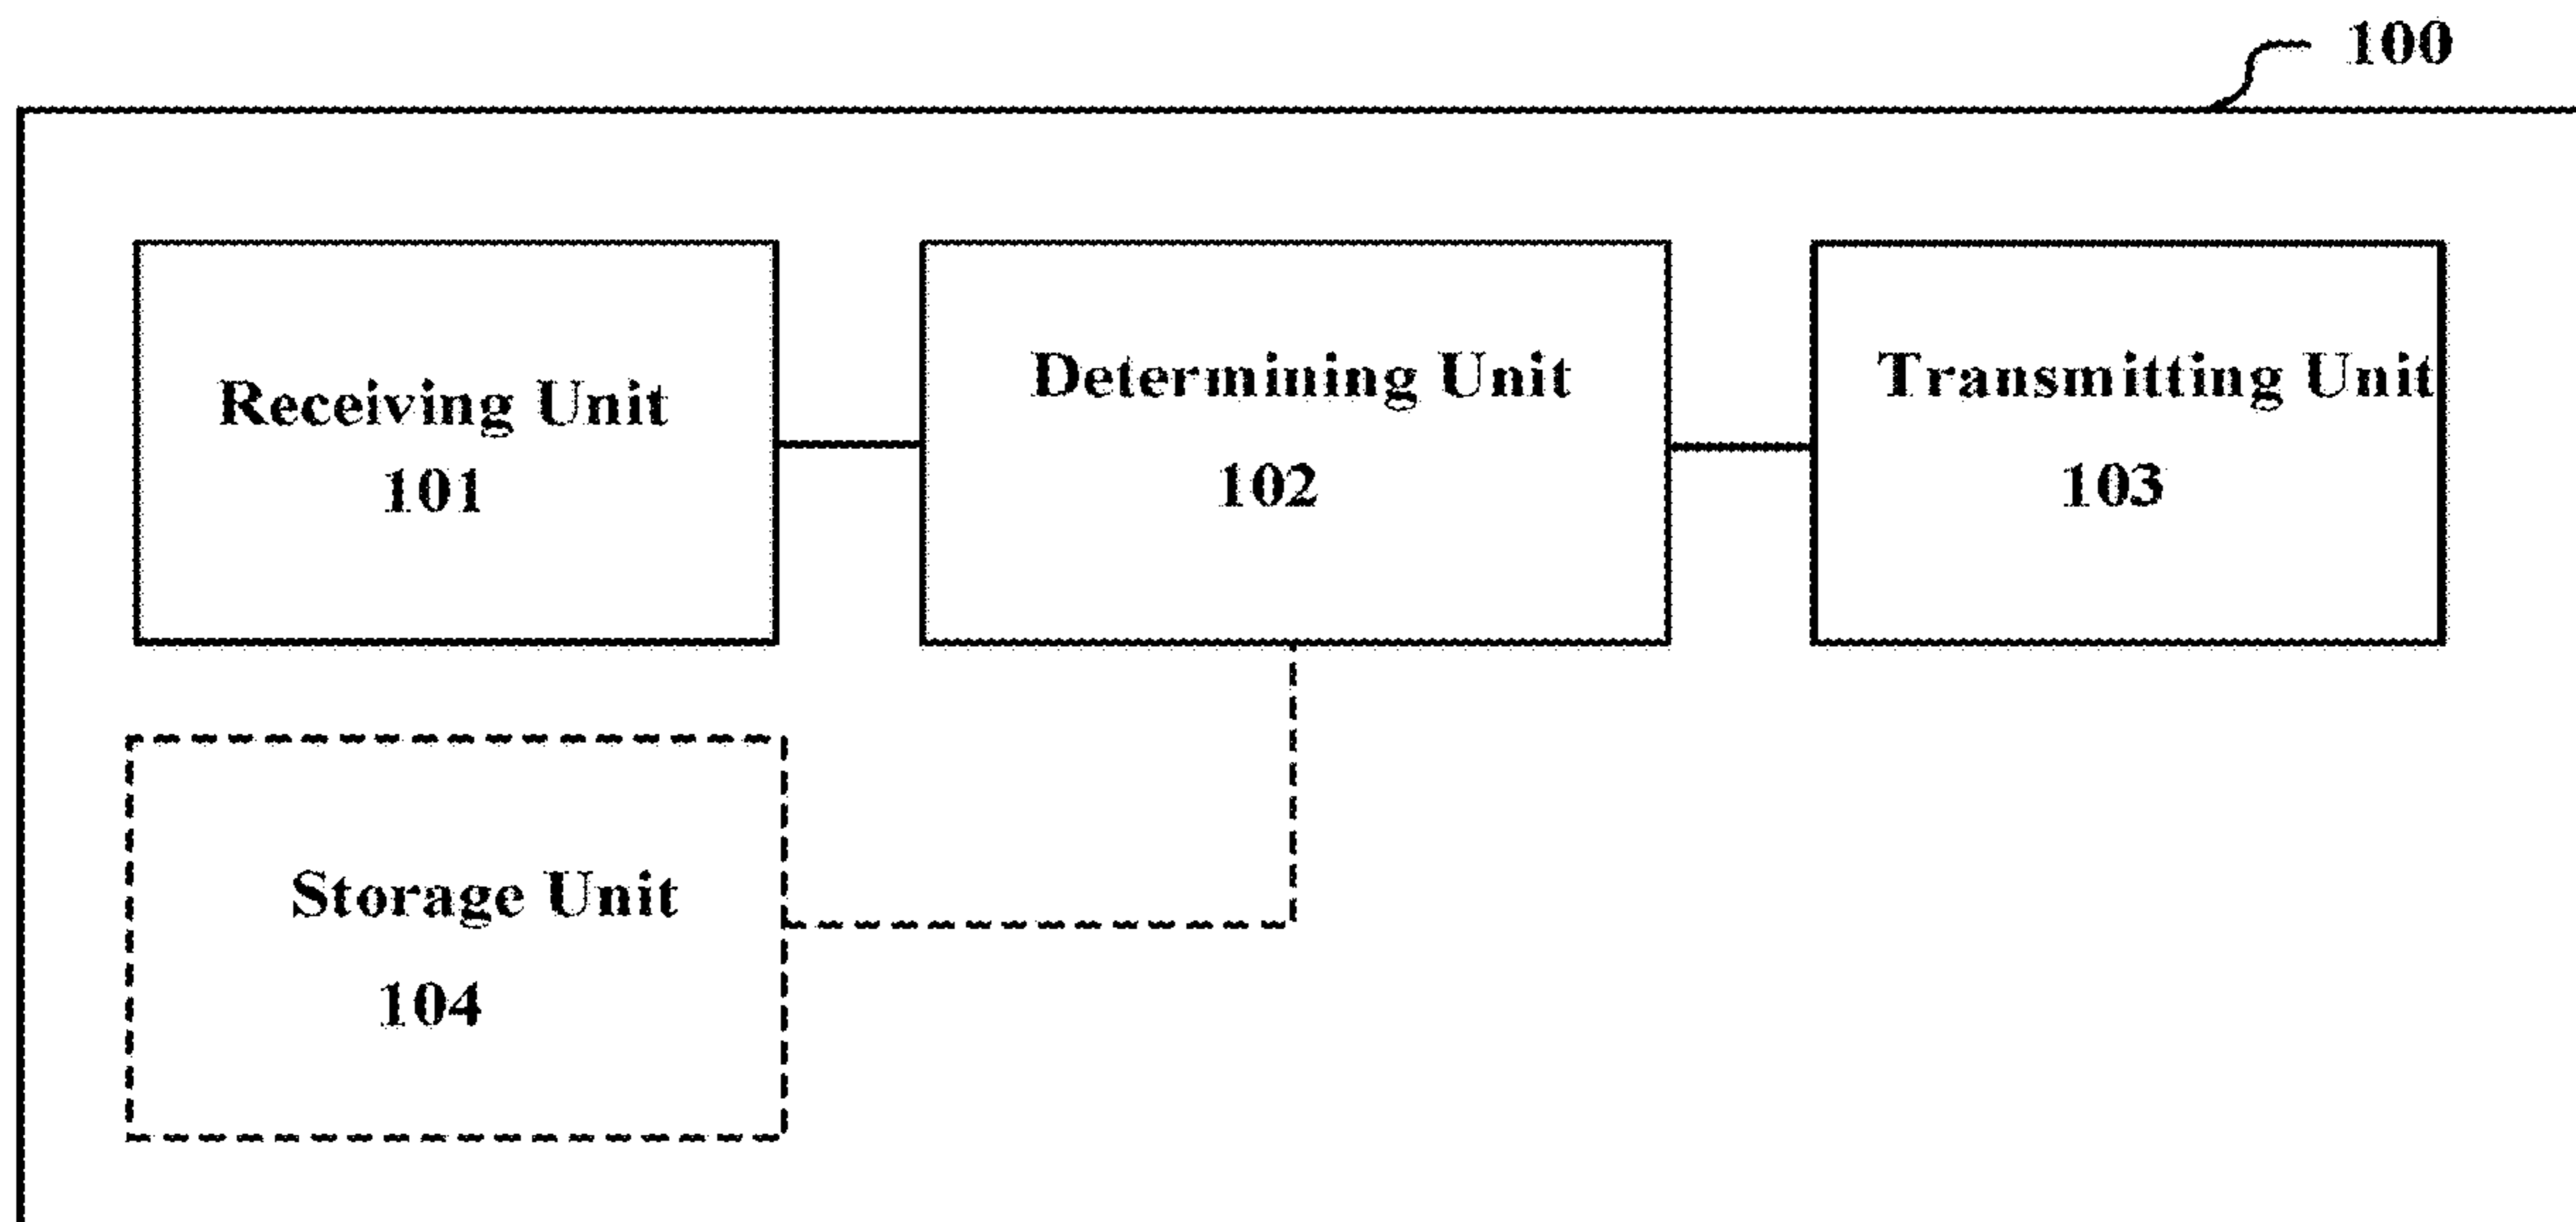 100
Receiving Unit
101
Determining Unit
102
Transmitting Unit
103
Storage Unit
104